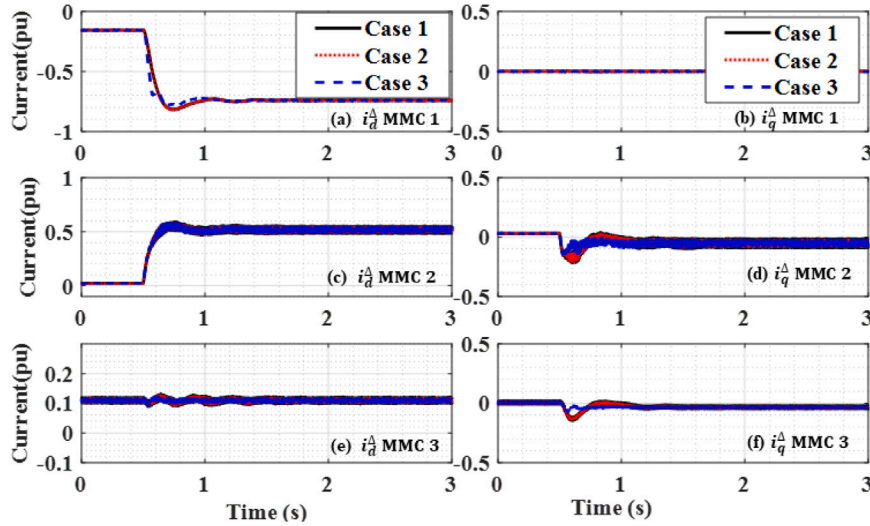 Current(pu)
0
-0.5
-1
0
1
2
3
Case 1
Case 2
Case 3
(a) i_d^Δ MMC 1
0.5
0
-0.5
0
1
2
3
Case 1
Case 2
Case 3
(b) i_q^Δ MMC 1
Current(pu)
1
0.5
0
0
1
2
3
(c) i_d^Δ MMC 2
0.5
0
-0.5
0
1
2
3
(d) i_q^Δ MMC 2
Current(pu)
0.2
0.1
0
-0.1
0
1
2
3
(e) i_d^Δ MMC 3
Time (s)
0.5
0
-0.5
0
1
2
3
(f) i_q^Δ MMC 3
Time (s)